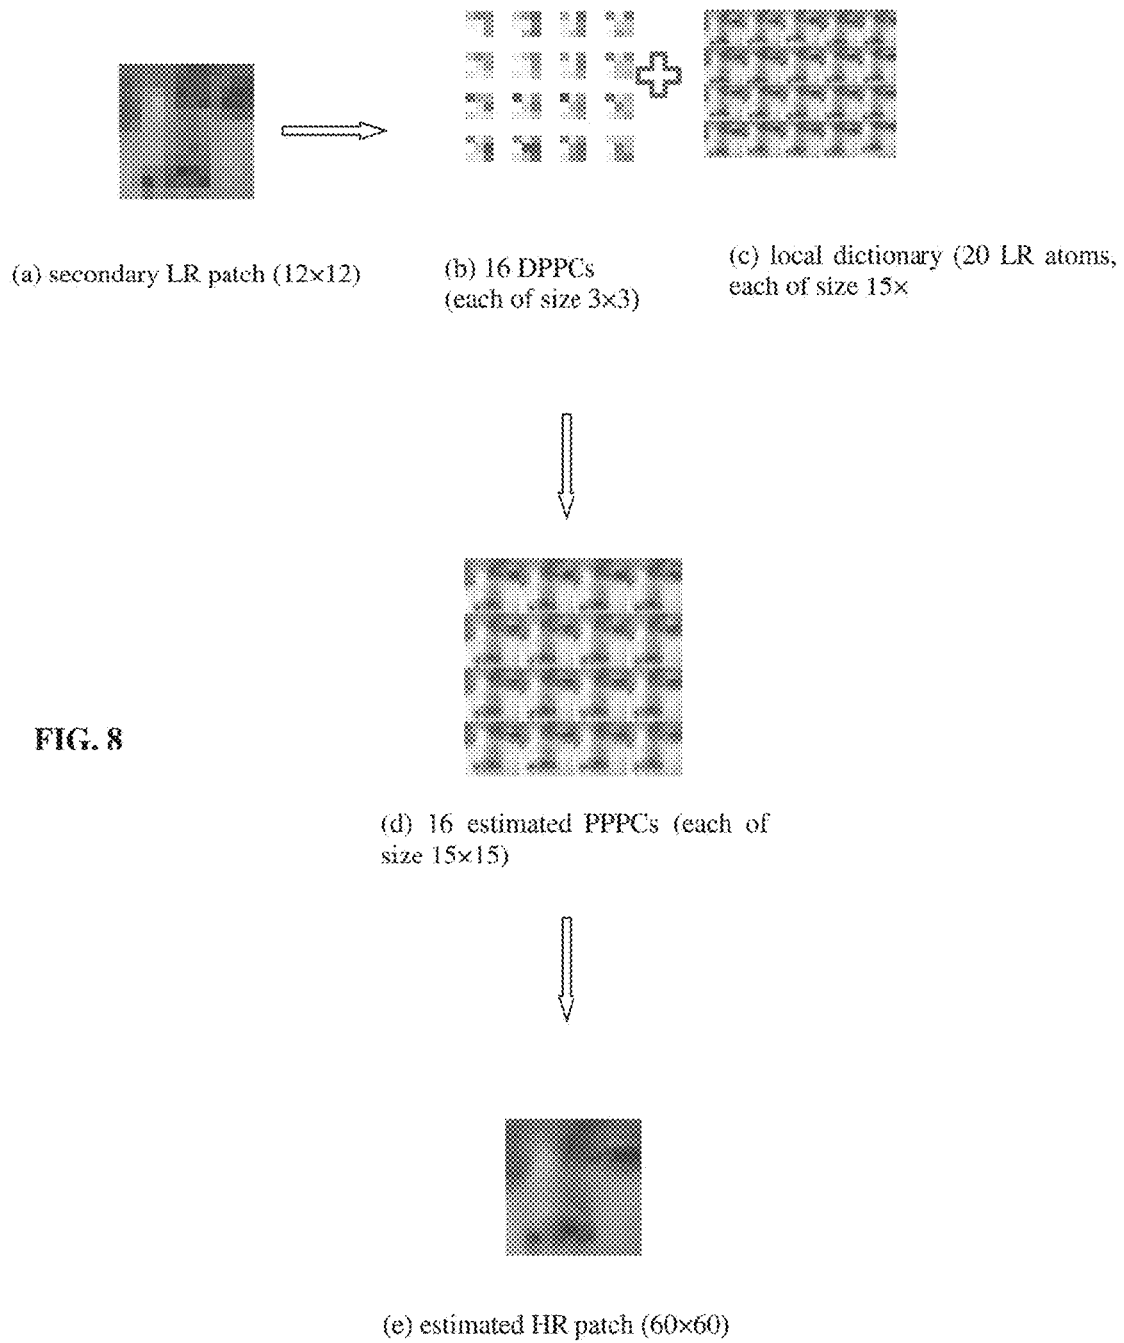 (a) secondary LR patch (12×12)
(b) 16 DPPCs
(each of size 3×3)
(c) local dictionary (20 LR atoms,
each of size 15×
FIG. 8
(d) 16 estimated PPPCs (each of
size 15×15)
(e) estimated HR patch (60×60)